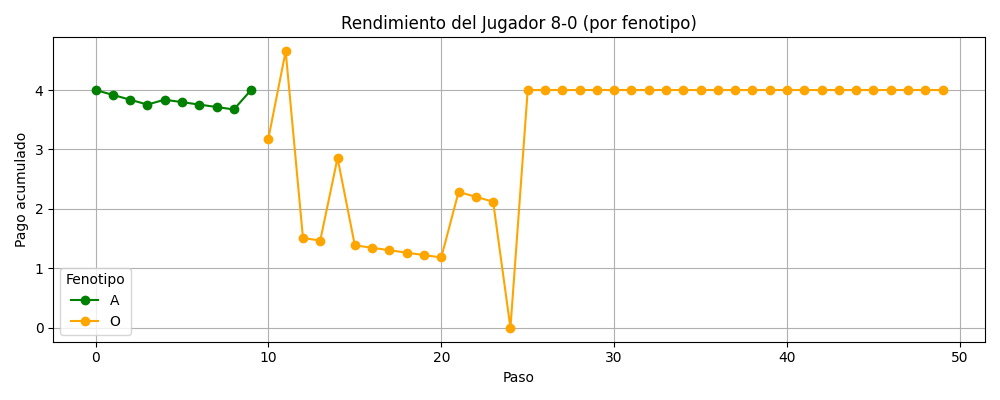 Rendimiento del Jugador 8-0 (por fenotipo)
Pago acumulado
4
3
2
1
0
Fenotipo
A
O
0 10 20 30 40 50
Paso